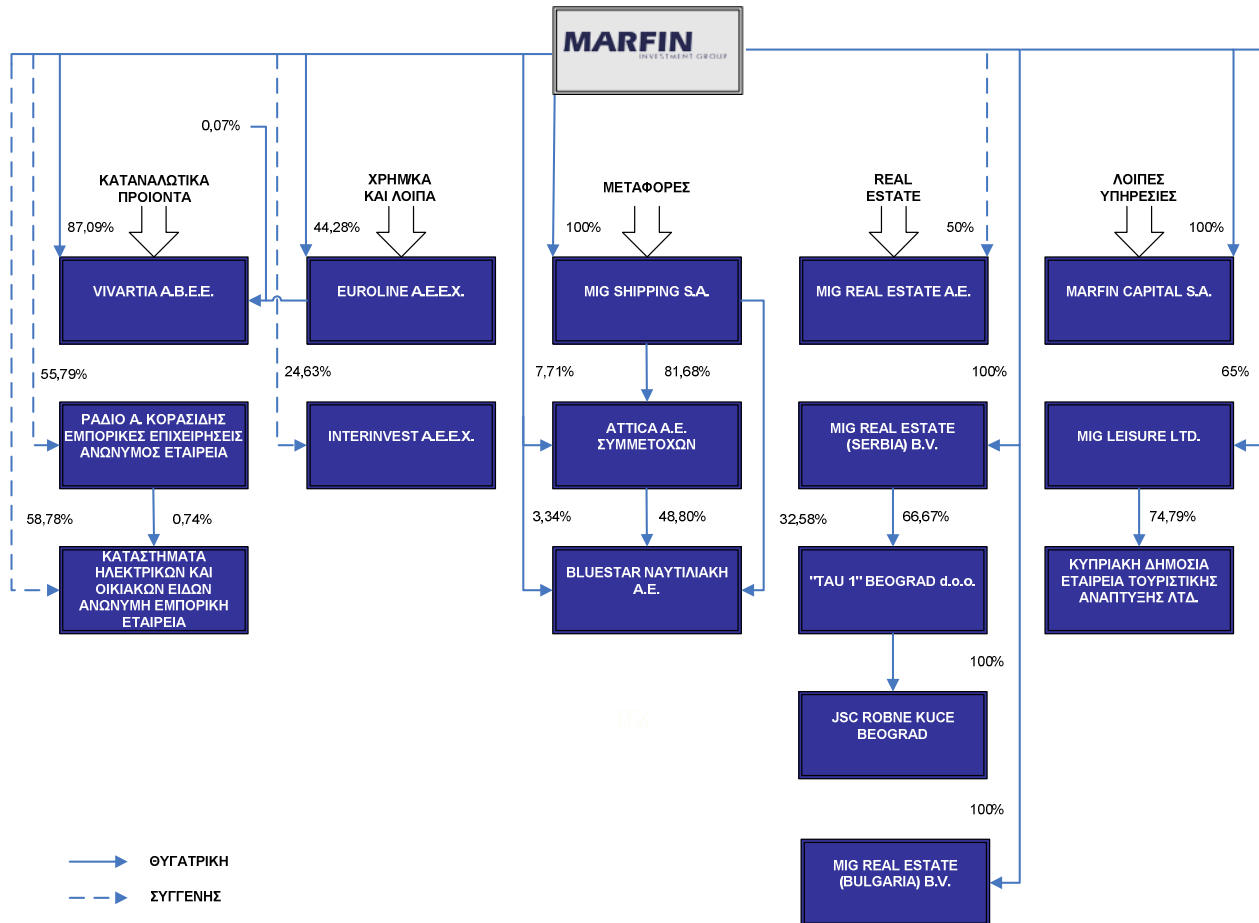 MARFIN
INVESTMENT GROUP
0,07%
ΚΑΤΑΝΑΛΩΤΙΚΑ
ΠΡΟΙΟΝΤΑ
ΧΡΗΜ/ΚΑ
ΚΑΙ ΛΟΙΠΑ
ΜΕΤΑΦΟΡΕΣ
REAL
ESTATE
ΛΟΙΠΕΣ
ΥΠΗΡΕΣΙΕΣ
87,09%
44,28%
100%
50%
100%
VIVARTIA Α.Β.Ε.Ε.
EUROLINE Α.Ε.Ε.Χ.
MIG SHIPPING S.A.
MIG REAL ESTATE Α.Ε.
MARFIN CAPITAL S.A.
55,79%
24,63%
7,71%
81,68%
100%
65%
ΡΑΔΙΟ Α. ΚΟΡΑΣΙΔΗΣ
ΕΜΠΟΡΙΚΕΣ ΕΠΙΧΕΙΡΗΣΕΙΣ
ΑΝΩΝΥΜΟΣ ΕΤΑΙΡΕΙΑ
INTERINVEST Α.Ε.Ε.Χ.
ATTICA Α.Ε.
ΣΥΜΜΕΤΟΧΩΝ
MIG REAL ESTATE
(SERBIA) B.V.
MIG LEISURE LTD.
58,78%
0,74%
3,34%
48,80%
32,58%
66,67%
74,79%
ΚΑΤΑΣΤΗΜΑΤΑ
ΗΛΕΚΤΡΙΚΩΝ ΚΑΙ
ΟΙΚΙΑΚΩΝ ΕΙΔΩΝ
ΑΝΩΝΥΜΗ ΕΜΠΟΡΙΚΗ
ΕΤΑΙΡΕΙΑ
BLUESTAR ΝΑΥΤΙΛΙΑΚΗ
Α.Ε.
"TAU 1" BEOGRAD d.o.o.
ΚΥΠΡΙΑΚΗ ΔΗΜΟΣΙΑ
ΕΤΑΙΡΕΙΑ ΤΟΥΡΙΣΤΙΚΗΣ
ΑΝΑΠΤΥΞΗΣ ΛΤΔ.
100%
JSC ROBNE KUCE
BEOGRAD
100%
MIG REAL ESTATE
(BULGARIA) B.V.
ΘΥΓΑΤΡΙΚΗ
ΣΥΓΓΕΝΗΣ